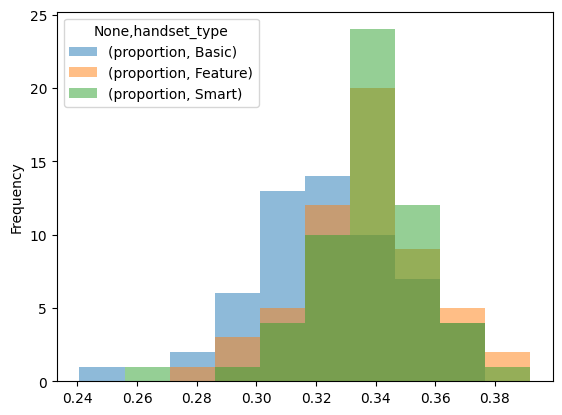 None,handset_type
(proportion, Basic)
(proportion, Feature)
(proportion, Smart)
Frequency
25
20
15
10
5
0
0.24 0.26 0.28 0.30 0.32 0.34 0.36 0.38